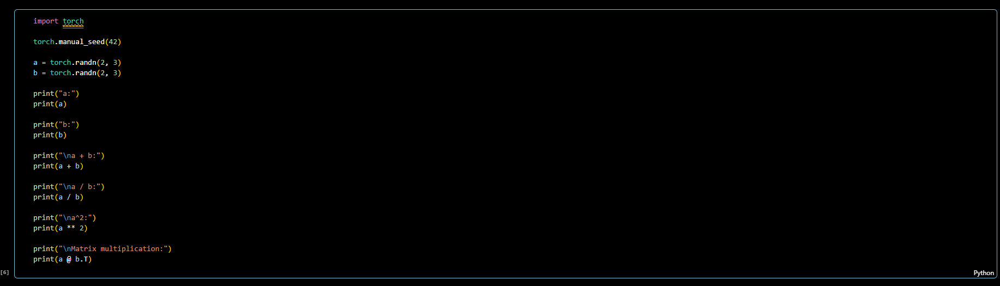 import torch
torch.manual_seed(42)
a = torch.randn(2, 3)
b = torch.randn(2, 3)
print("a:")
print(a)
print("b:")
print(b)
print("\na + b:")
print(a + b)
print("\na / b:")
print(a / b)
print("\na^2:")
print(a ** 2)
print("\nMatrix multiplication:")
print(a @ b.T)
[6]
Python